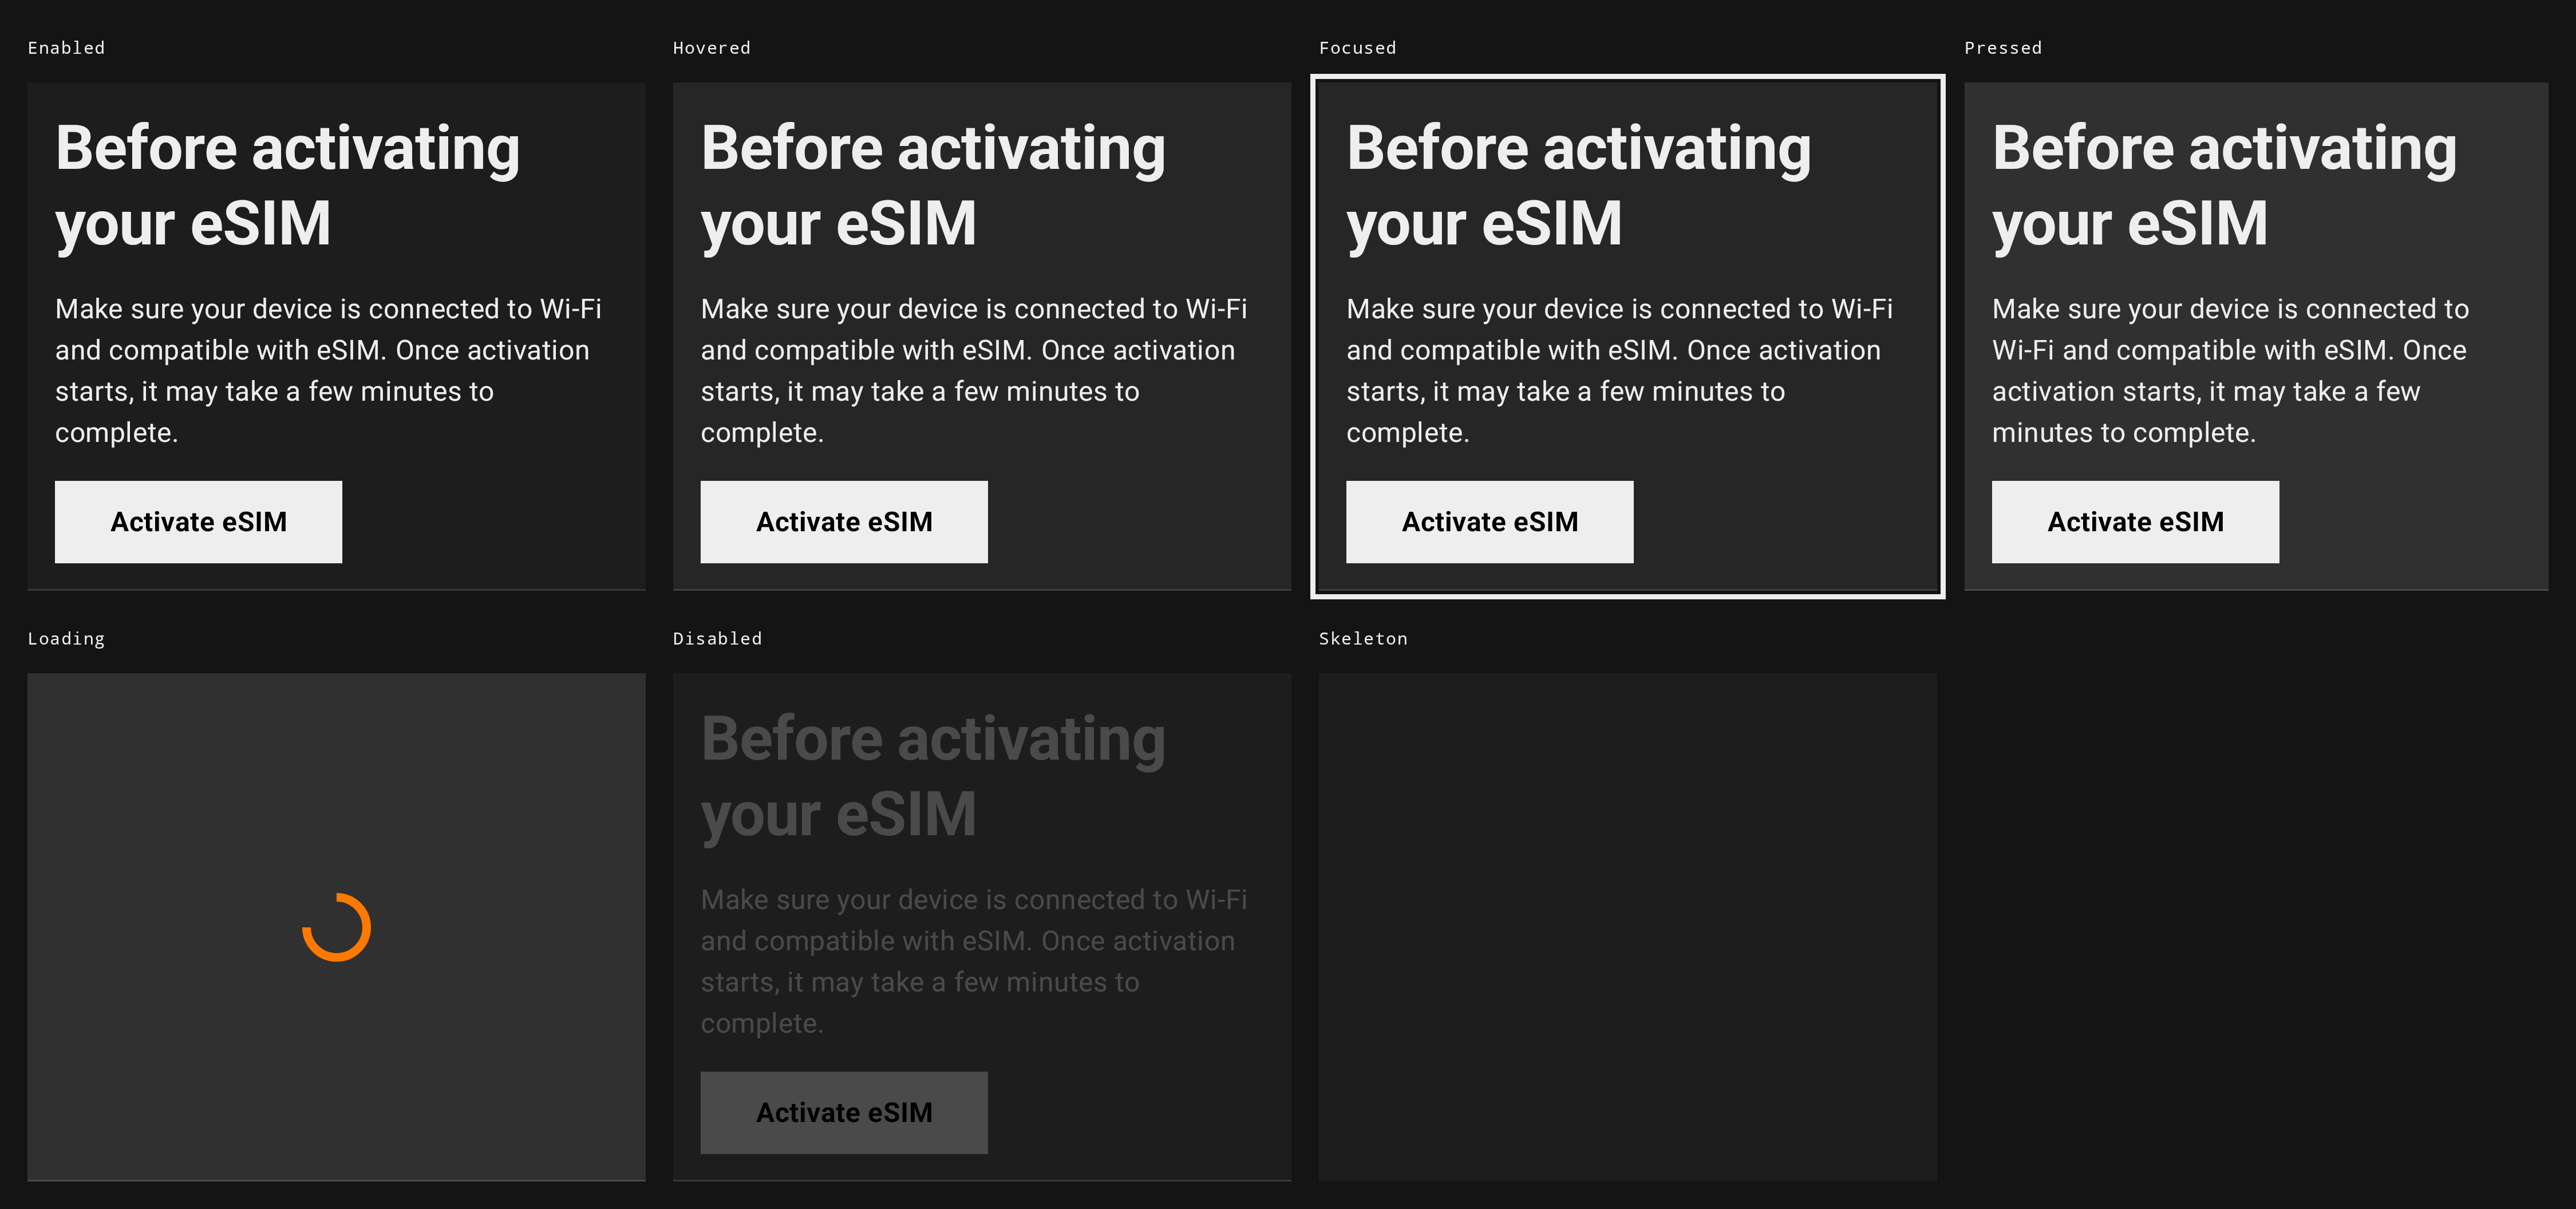 Enabled
Before activating
your eSIM
Make sure your device is connected to Wi-Fi
and compatible with eSIM. Once activation
starts, it may take a few minutes to
complete.
Activate eSIM
Hovered
Before activating
your eSIM
Make sure your device is connected to Wi-Fi
and compatible with eSIM. Once activation
starts, it may take a few minutes to
complete.
Activate eSIM
Focused
Before activating
your eSIM
Make sure your device is connected to Wi-Fi
and compatible with eSIM. Once activation
starts, it may take a few minutes to
complete.
Activate eSIM
Pressed
Before activating
your eSIM
Make sure your device is connected to
Wi-Fi and compatible with eSIM. Once
activation starts, it may take a few
minutes to complete.
Activate eSIM
Loading
Disabled
Before activating
your eSIM
Make sure your device is connected to Wi-Fi
and compatible with eSIM. Once activation
starts, it may take a few minutes to
complete.
Activate eSIM
Skeleton